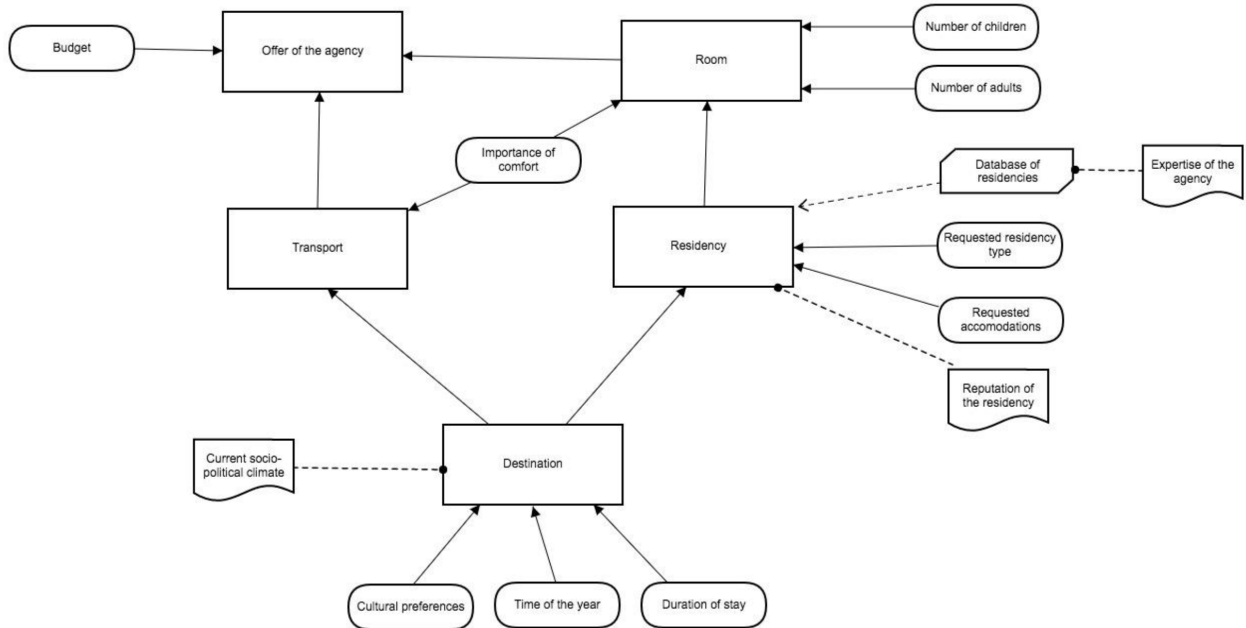 Budget
Offer of the agency
Room
Number of children
Number of adults
Importance of
comfort
Database of
residencies
Expertise of the
agency
Transport
Residency
Requested residency
type
Requested
accomodations
Reputation of
the residency
Current socio-
political climate
Destination
Cultural preferences
Time of the year
Duration of stay